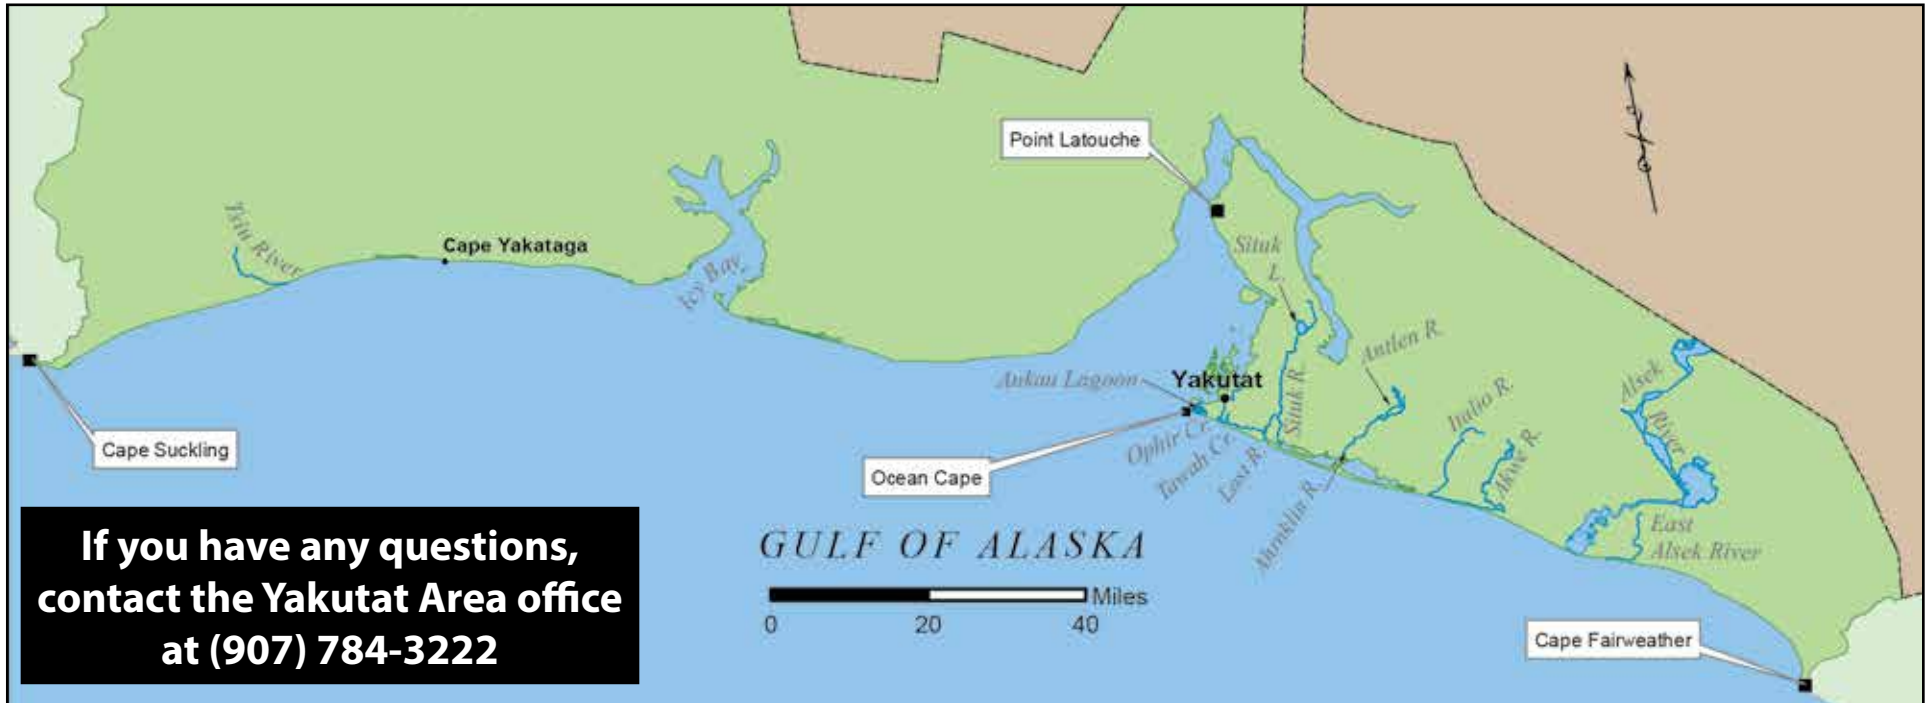 Point Latouche
Tsiu River
Cape Yakataga
Situk
L.
Icy Bay
Antlen R.
Ankau Lagoon
Yakutat
Situk R.
Italio R.
Alsek
River
Cape Suckling
Ocean Cape
Ophir Cr.
Tawah Cr.
Lost R.
Ahrnklin R.
Akwe R.
East
Alsek River
GULF OF ALASKA
Miles
0 20 40
Cape Fairweather
If you have any questions,
contact the Yakutat Area office
at (907) 784-3222